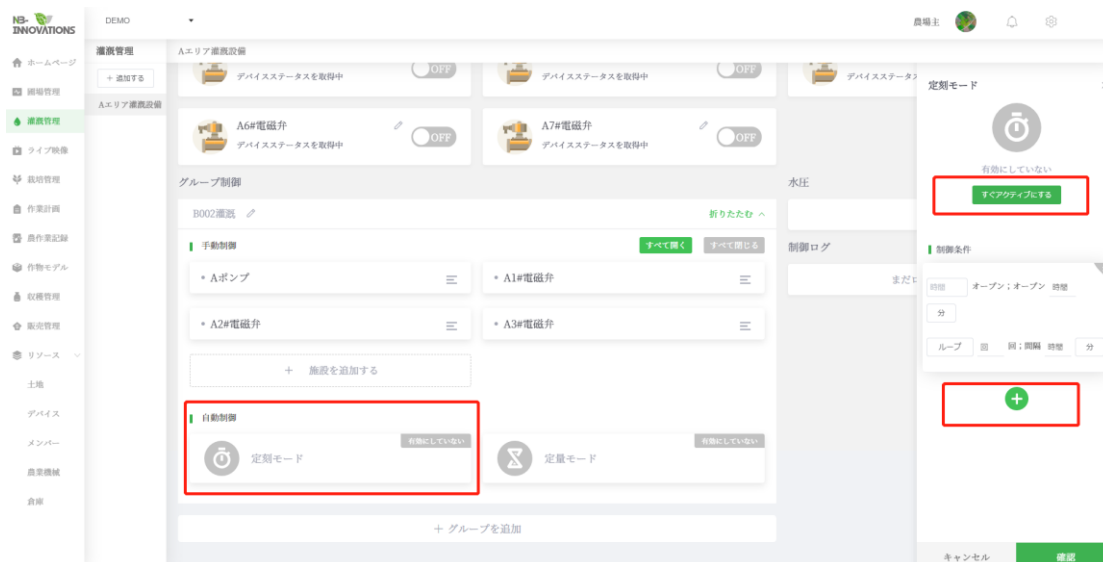 NB-
INNOVATIONS
DEMO
農場主
ホームページ
圃場管理
灌漑管理
ライブ映像
栽培管理
作業計画
農作業記録
作物モデル
収穫管理
販売管理
リソース
土地
デバイス
メンバー
農業機械
倉庫
灌漑管理
+ 追加する
Aエリア灌漑設備
Aエリア灌漑設備
デバイスステータスを取得中
OFF
デバイスステータスを取得中
OFF
デバイスステータス
A6#電磁弁
デバイスステータスを取得中
OFF
A7#電磁弁
デバイスステータスを取得中
OFF
グループ制御
B002灌漑
折りたたむ
手動制御
すべて開く
すべて閉じる
Aポンプ
A1#電磁弁
A2#電磁弁
A3#電磁弁
+ 施設を追加する
自動制御
定刻モード
有効にしていない
定量モード
有効にしていない
+ グループを追加
水圧
制御ログ
まだ
定刻モード
有効にしていない
すぐアクティブにする
制御条件
時間 オープン；オープン 時間
分
ループ 回 回；間隔 時間 分
キャンセル
確認